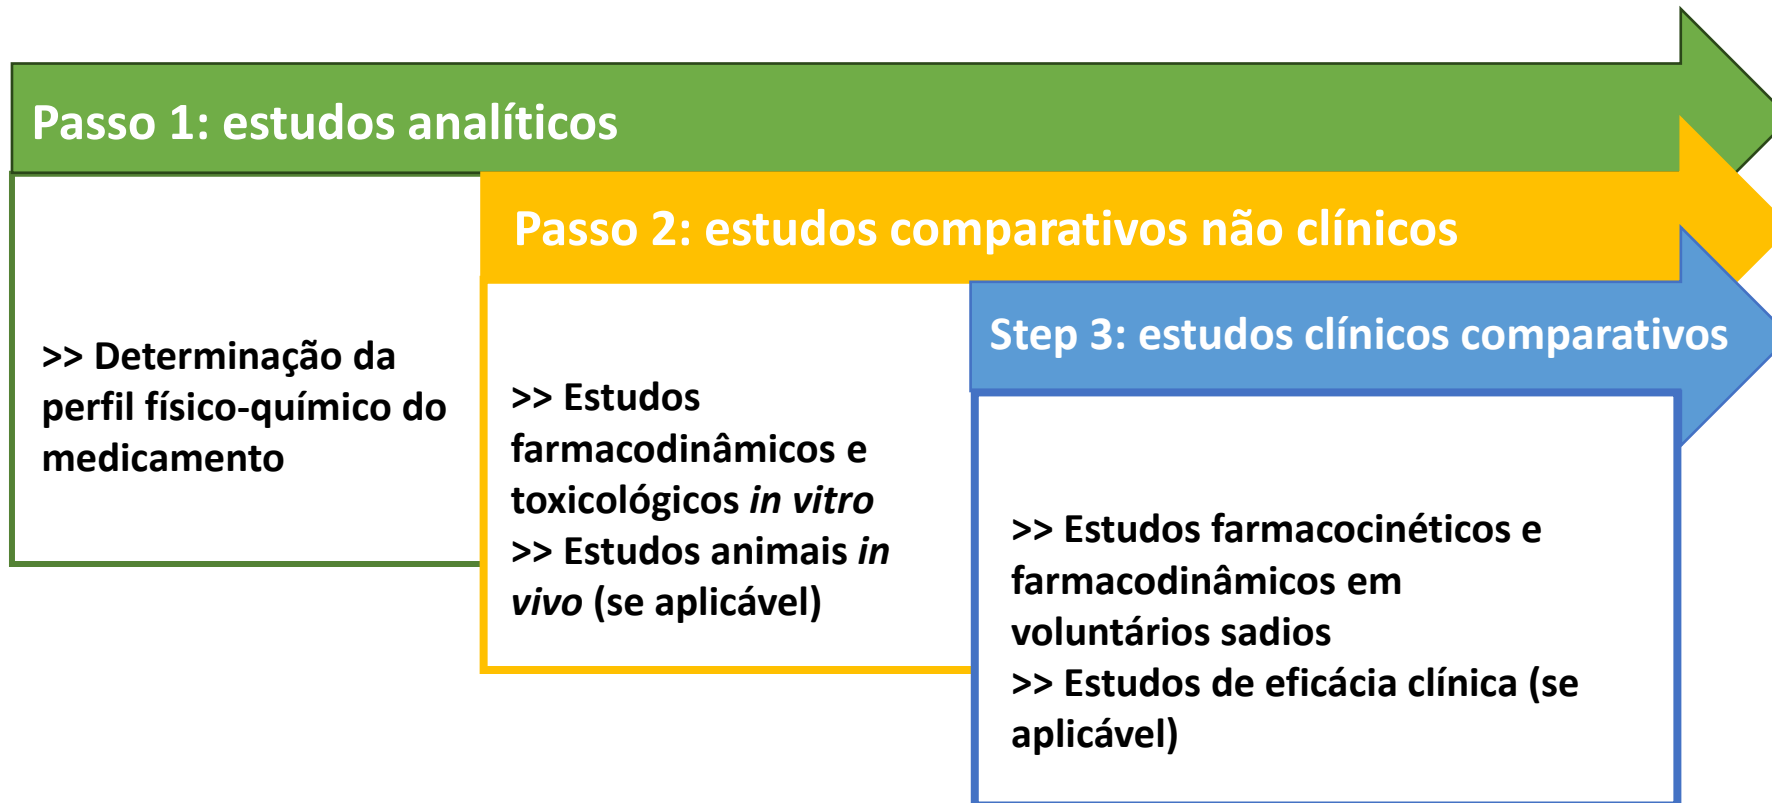 Passo 1: estudos analíticos
Passo 2: estudos comparativos não clínicos
Step 3: estudos clínicos comparativos
>> Determinação da
perfil físico-químico do
medicamento
>> Estudos
farmacodinâmicos e
toxicológicos in vitro
>> Estudos animais in
vivo (se aplicável)
>> Estudos farmacocinéticos e
farmacodinâmicos em
voluntários sadios
>> Estudos de eficácia clínica (se
aplicável)